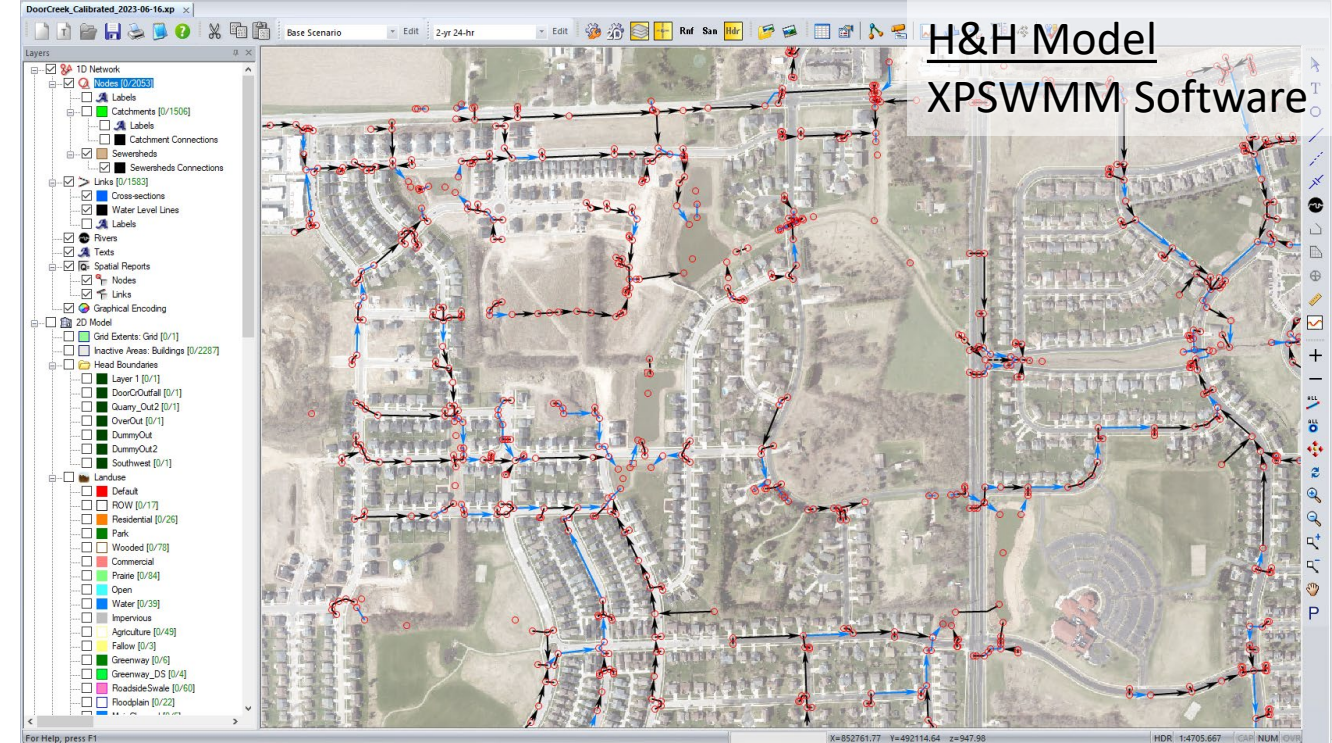 DoorCreek_Calibrated_2023-06-16.xp
Base Scenario Edit 2-yr 24-hr Edit Rnf San Hdr
H&H Model
XPSWMM Software
Layers
1D Network
Nodes [0/2053]
Labels
Catchments [0/1506]
Labels
Catchment Connections
Sewersheds
Sewersheds Connections
Links [0/1583]
Cross-sections
Water Level Lines
Labels
Rivers
Texts
Spatial Reports
Nodes
Links
Graphical Encoding
2D Model
Grid Extents: Grid [0/1]
Inactive Areas: Buildings [0/2287]
Head Boundaries
Layer 1 [0/1]
DoorCrOutfall [0/1]
Quarry_Out2 [0/1]
OverOut [0/1]
DummyOut
DummyOut2
Southwest [0/1]
Landuse
Default
ROW [0/17]
Residential [0/26]
Park
Wooded [0/78]
Commercial
Prairie [0/84]
Open
Water [0/39]
Impervious
Agriculture [0/49]
Fallow [0/3]
Greenway [0/6]
Greenway_DS [0/4]
RoadsideSwale [0/60]
Floodplain [0/22]
ALL
ALL
P
For Help, press F1
X=852761.77 Y=492114.64 z=947.98
HDR 1:4705.667 CAP NUM OVR